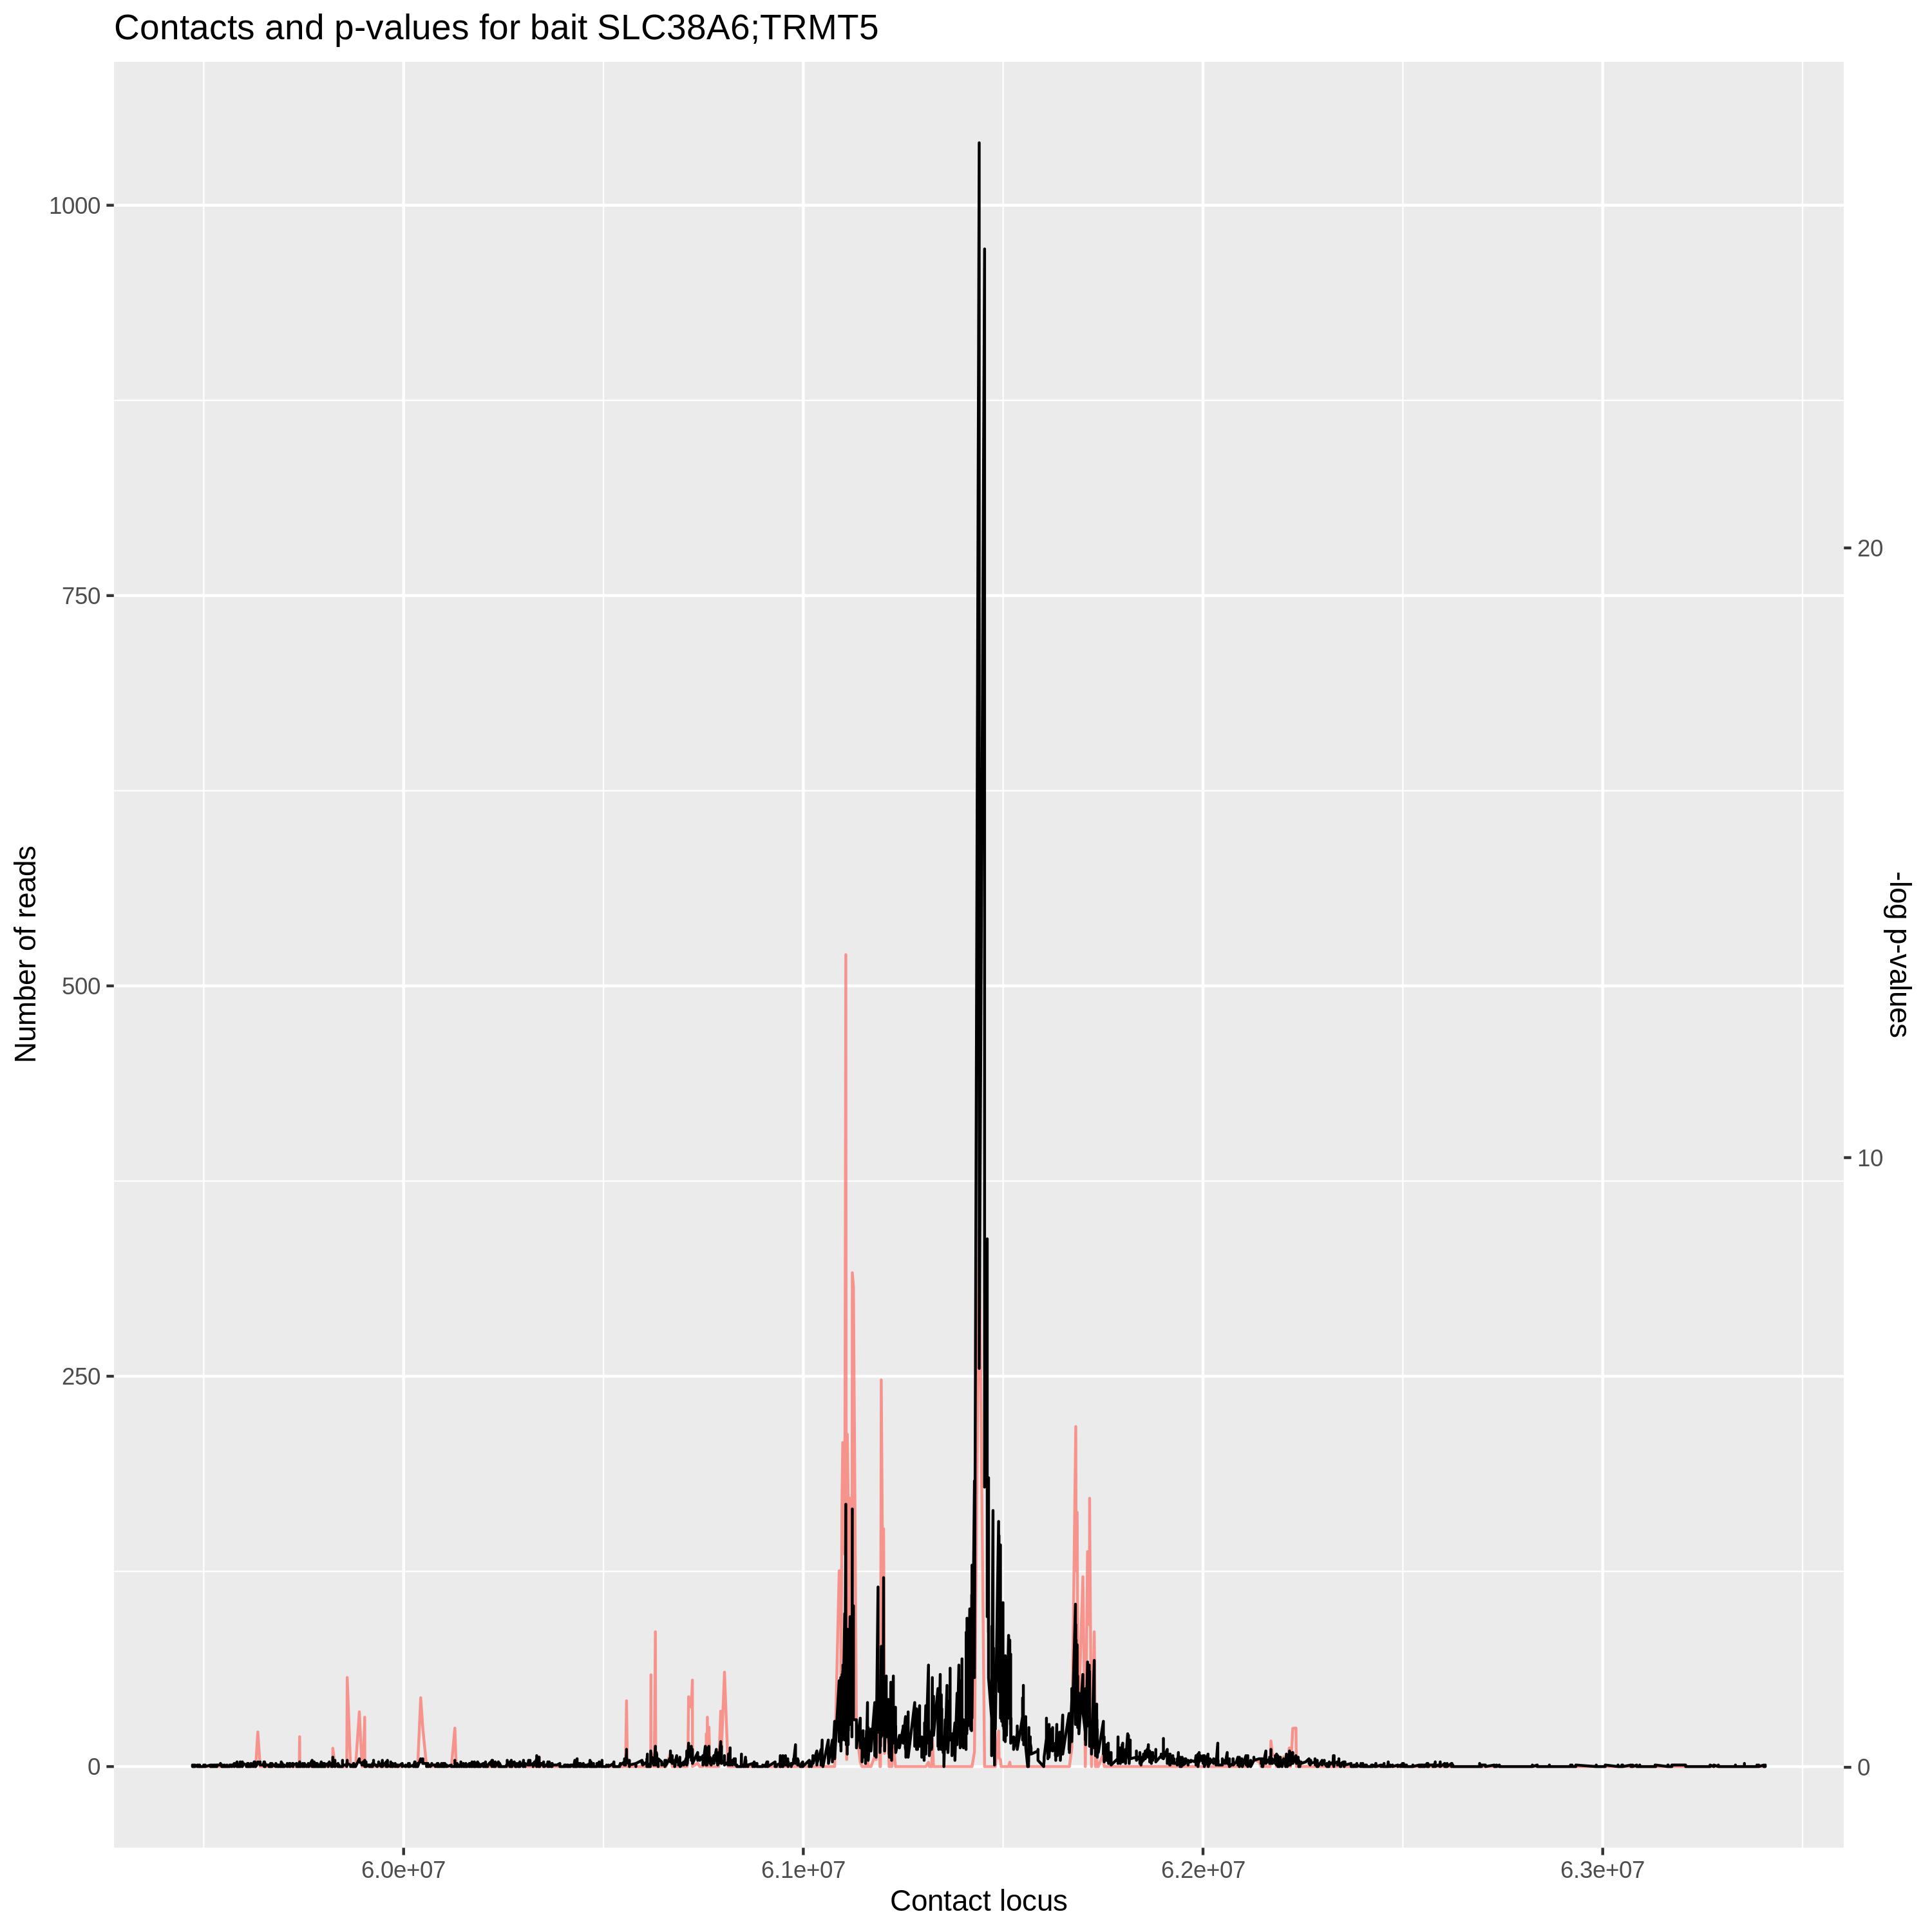 Contacts and p-values for bait SLC38A6;TRMT5
Number of reads
1000
750
500
250
0
20
10
0
-log p-values
6.0e+07
6.1e+07
6.2e+07
6.3e+07
Contact locus